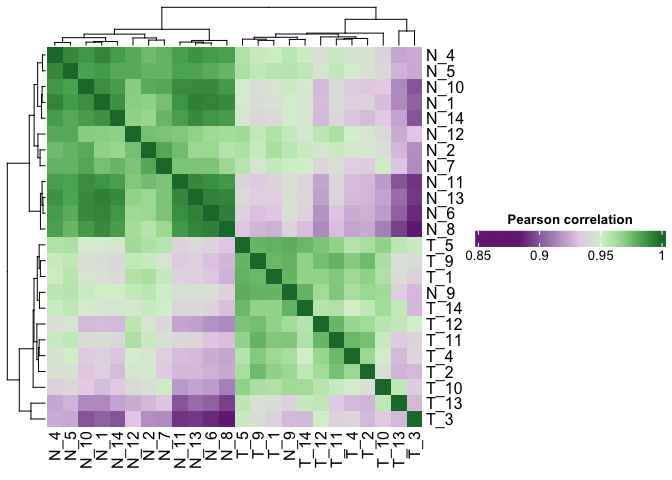 N_4
N_5
N_10
N_1
N_14
N_12
N_2
N_7
N_11
N_13
N_6
N_8
T_5
T_9
T_1
N_9
T_14
T_12
T_11
T_4
T_2
T_10
T_13
T_3
Pearson correlation
0.85 0.9 0.95 1
N_4 N_5 N_10 N_1 N_14 N_12 N_2 N_7 N_11 N_13 N_6 N_8 T_5 T_9 T_1 N_9 T_14 T_12 T_11 T_4 T_2 T_10 T_13 T_3